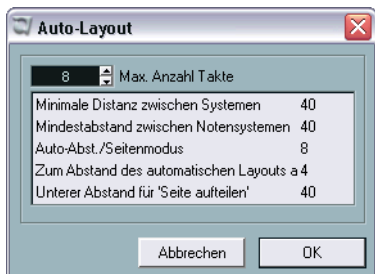 Auto-Layout
8 Max. Anzahl Takte
Minimale Distanz zwischen Systemen 40
Mindestabstand zwischen Notensystemen 40
Auto-Abst./Seitenmodus 8
Zum Abstand des automatischen Layouts a 4
Unterer Abstand für 'Seite aufteilen' 40
Abbrechen OK